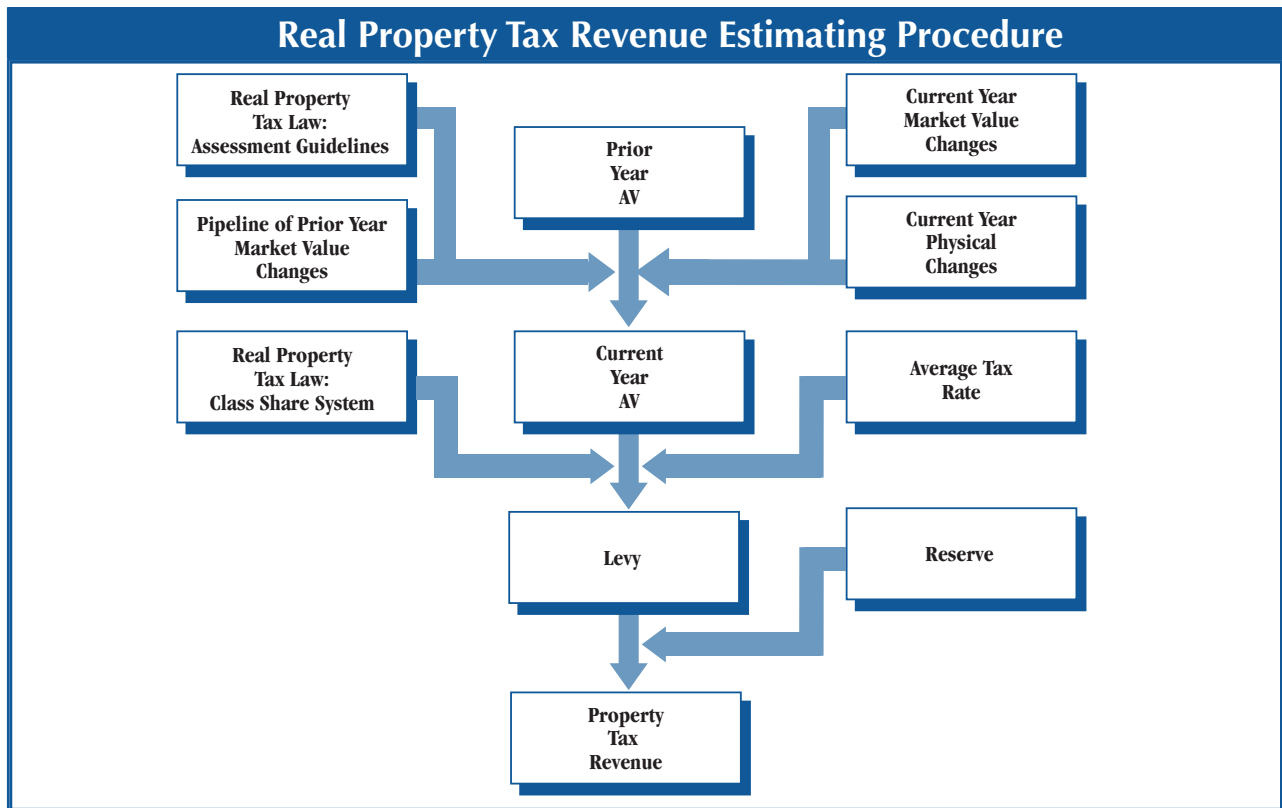 Real Property Tax Revenue Estimating Procedure
Real Property
Tax Law:
Assessment Guidelines
Prior
Year
AV
Current Year
Market Value
Changes
Pipeline of Prior Year
Market Value
Changes
Current Year
Physical
Changes
Real Property
Tax Law:
Class Share System
Current
Year
AV
Average Tax
Rate
Levy
Reserve
Property
Tax
Revenue